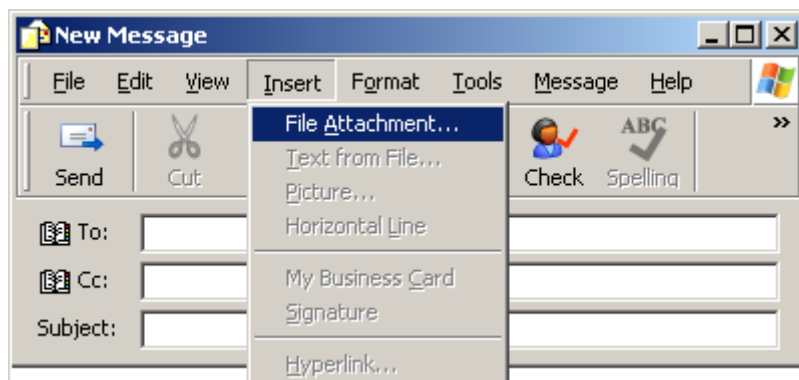 New Message
File Edit View Insert Format Tools Message Help
Send Cut Check Spelling »
File Attachment...
Text from File...
Picture...
Horizontal Line
My Business Card
Signature
Hyperlink...
To:
Cc:
Subject: